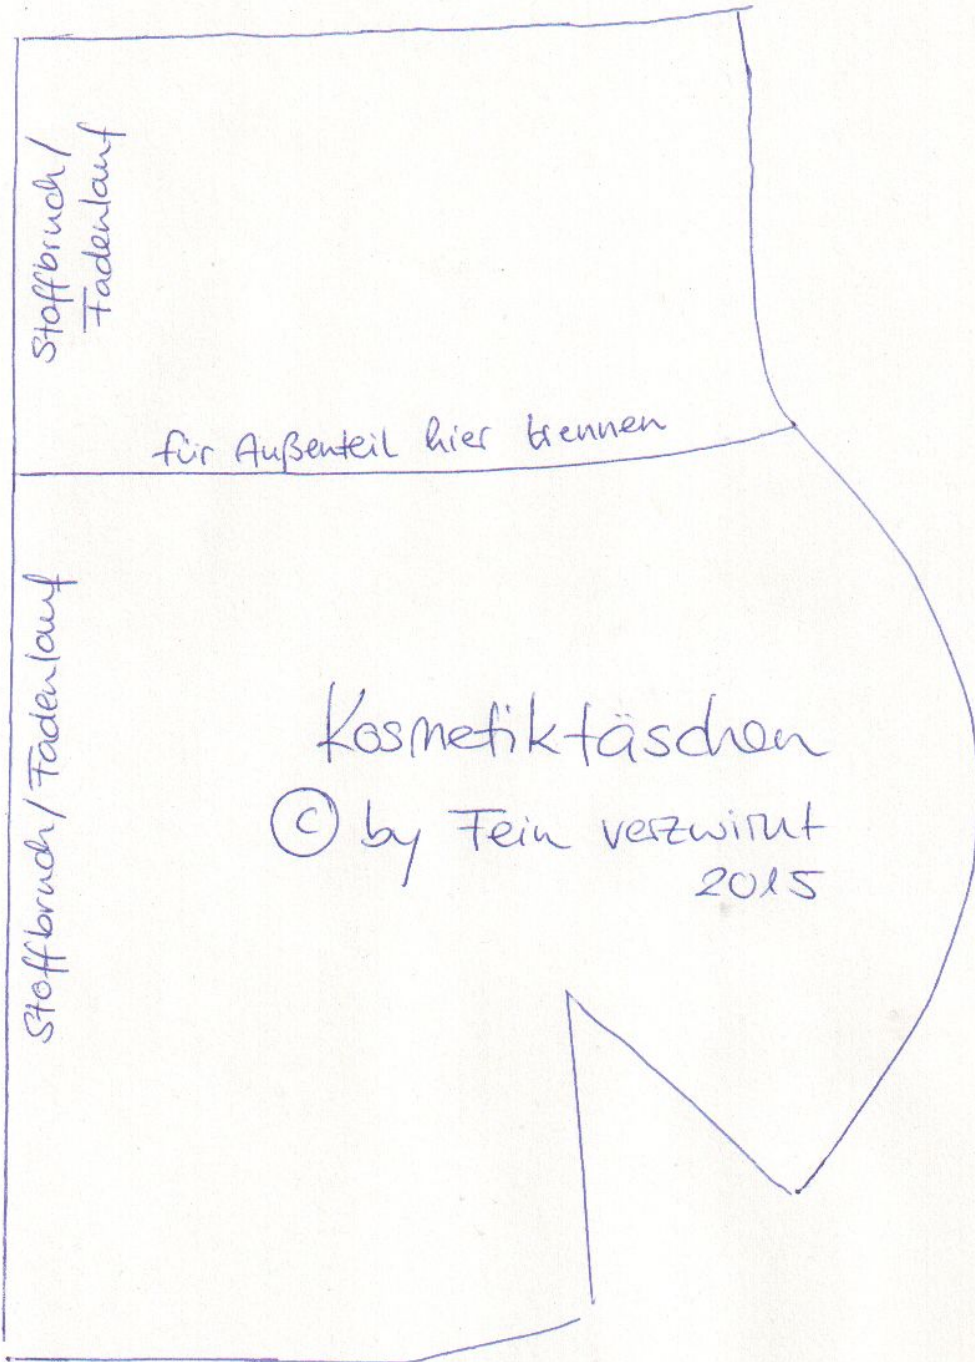 Stoffbruch/
Fadenlauf
für Außenteil hier trennen
Stoffbruch/Fadenlauf
Kosmetiktäschen
© by Fein verzwirnt
2015